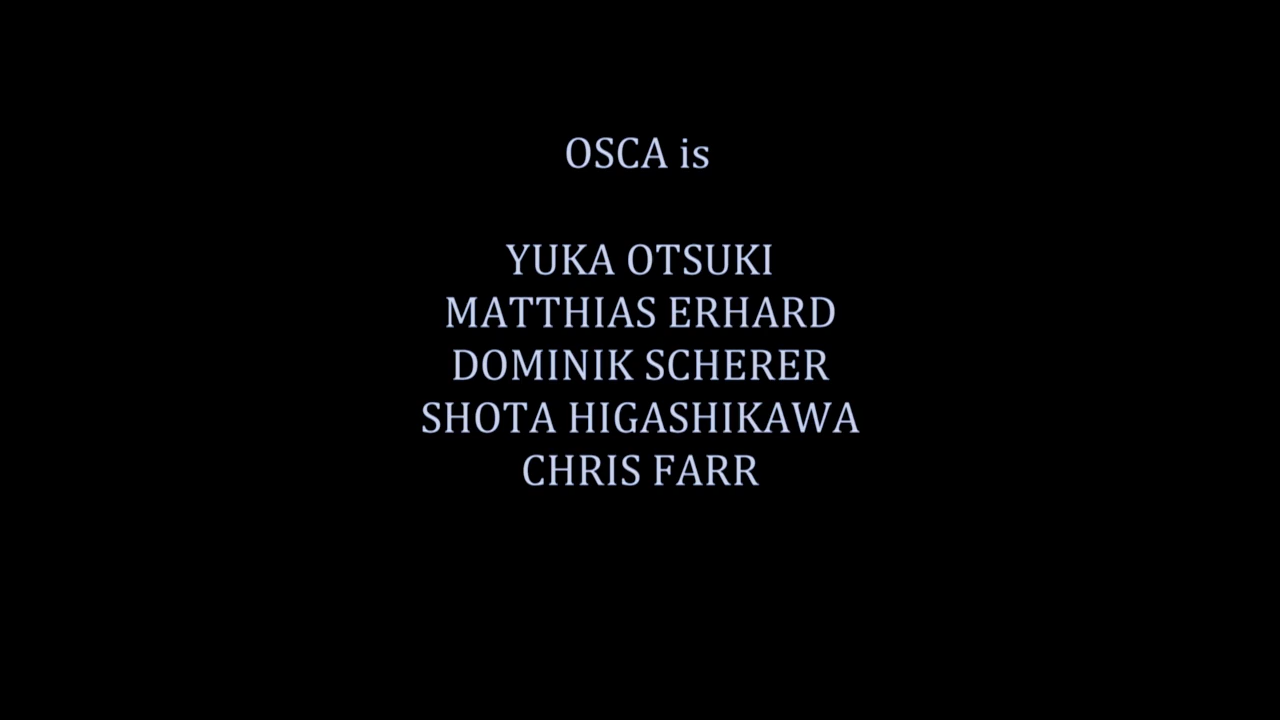 OSCA is
YUKA OTSUKI
MATTHIAS ERHARD
DOMINIK SCHERER
SHOTA HIGASHIKAWA
CHRIS FARR